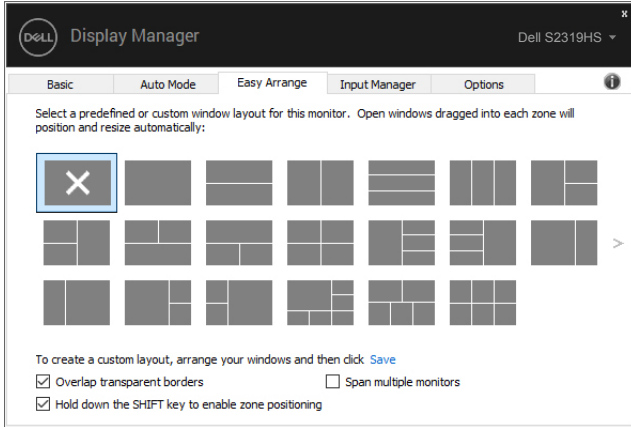 x
DELL Display Manager
Dell S2319HS
Basic Auto Mode Easy Arrange Input Manager Options i
Select a predefined or custom window layout for this monitor. Open windows dragged into each zone will
position and resize automatically:
>
To create a custom layout, arrange your windows and then click Save
Overlap transparent borders Span multiple monitors
Hold down the SHIFT key to enable zone positioning